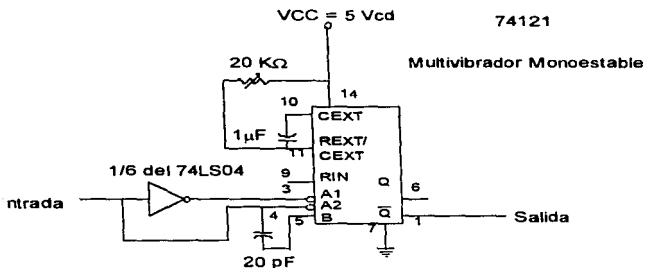 VCC = 5 Vcd
74121
Multivibrador Monoestable
20 KΩ
14
10
CEXT
1µF
11
REXT/
CEXT
1/6 del 74LS04
9
RIN
3
A1
Q
6
ntrada
A2
4
B
5
Q
1
Salida
7
20 pF